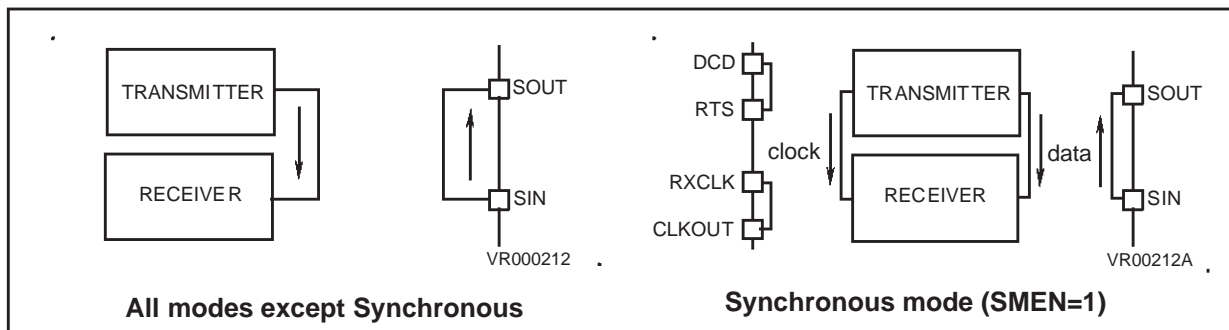 TRANSMITTER
RECEIVER
SOUT
SIN
VR000212
All modes except Synchronous
DCD
RTS
RXCLK
CLKOUT
clock
TRANSMITTER
RECEIVER
data
SOUT
SIN
VR00212A
Synchronous mode (SMEN=1)